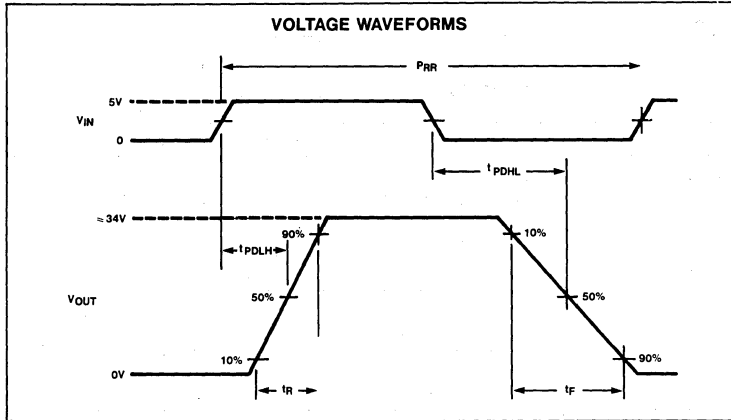 VOLTAGE WAVEFORMS
PRR
5V
VIN
0
tPDHL
≈ 34V
90%
tPDLH
10%
50%
50%
VOUT
10%
90%
0V
tR
tF